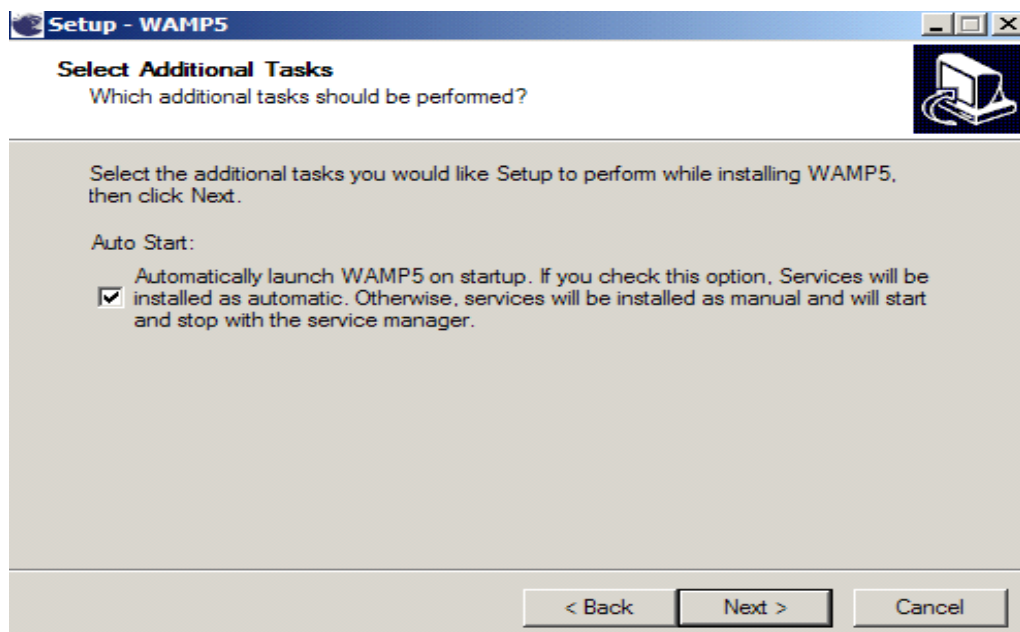 Setup - WAMP5
Select Additional Tasks
Which additional tasks should be performed?
Select the additional tasks you would like Setup to perform while installing WAMP5,
then click Next.
Auto Start:
Automatically launch WAMP5 on startup. If you check this option, Services will be
installed as automatic. Otherwise, services will be installed as manual and will start
and stop with the service manager.
< Back
Next >
Cancel